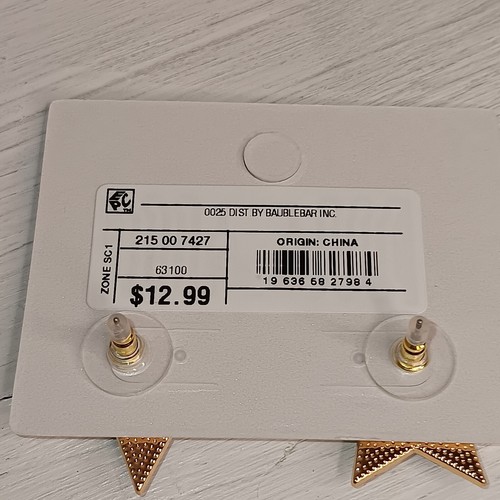 0025 DIST BY BAUBLEBAR INC.
ZONE SC1
215 00 7427
63100
$12.99
ORIGIN: CHINA
19 636 58 2798 4